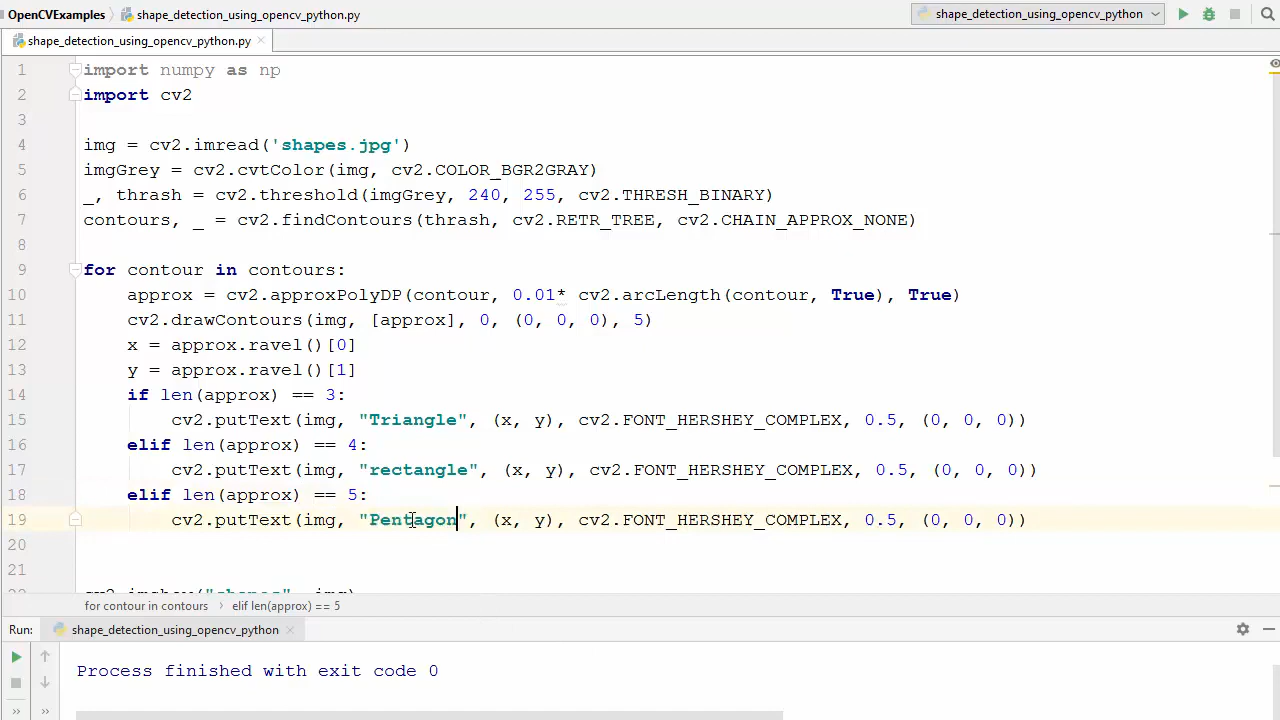 OpenCVExamples shape_detection_using_opencv_python.py shape_detection_using_opencv_python
shape_detection_using_opencv_python.py
1 import numpy as np
2 import cv2
3
4 img = cv2.imread('shapes.jpg')
5 imgGrey = cv2.cvtColor(img, cv2.COLOR_BGR2GRAY)
6 _, thrash = cv2.threshold(imgGrey, 240, 255, cv2.THRESH_BINARY)
7 contours, _ = cv2.findContours(thrash, cv2.RETR_TREE, cv2.CHAIN_APPROX_NONE)
8
9 for contour in contours:
10 approx = cv2.approxPolyDP(contour, 0.01* cv2.arcLength(contour, True), True)
11 cv2.drawContours(img, [approx], 0, (0, 0, 0), 5)
12 x = approx.ravel()[0]
13 y = approx.ravel()[1]
14 if len(approx) == 3:
15 cv2.putText(img, "Triangle", (x, y), cv2.FONT_HERSHEY_COMPLEX, 0.5, (0, 0, 0))
16 elif len(approx) == 4:
17 cv2.putText(img, "rectangle", (x, y), cv2.FONT_HERSHEY_COMPLEX, 0.5, (0, 0, 0))
18 elif len(approx) == 5:
19 cv2.putText(img, "Pentagon", (x, y), cv2.FONT_HERSHEY_COMPLEX, 0.5, (0, 0, 0))
20
21
for contour in contours elif len(approx) == 5
Run: shape_detection_using_opencv_python
Process finished with exit code 0